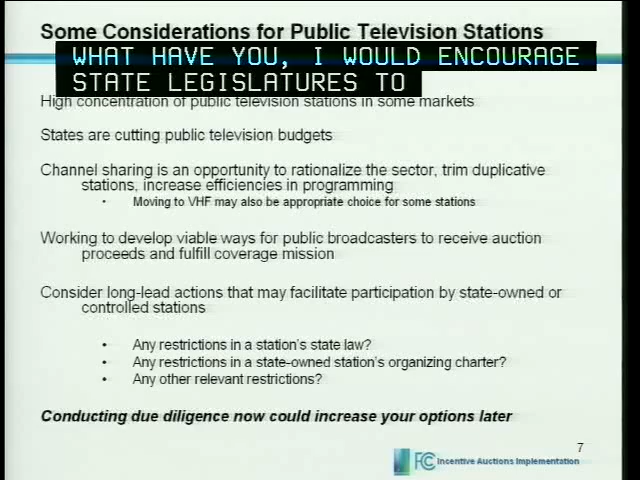 Some Considerations for Public Television Stations
WHAT HAVE YOU, I WOULD ENCOURAGE
STATE LEGISLATURES TO
High concentration of public television stations in some markets
States are cutting public television budgets
Channel sharing is an opportunity to rationalize the sector, trim duplicative
stations, increase efficiencies in programming
• Moving to VHF may also be appropriate choice for some stations
Working to develop viable ways for public broadcasters to receive auction
proceeds and fulfill coverage mission
Consider long-lead actions that may facilitate participation by state-owned or
controlled stations
• Any restrictions in a station's state law?
• Any restrictions in a state-owned station's organizing charter?
• Any other relevant restrictions?
Conducting due diligence now could increase your options later
7
FCC Incentive Auctions Implementation